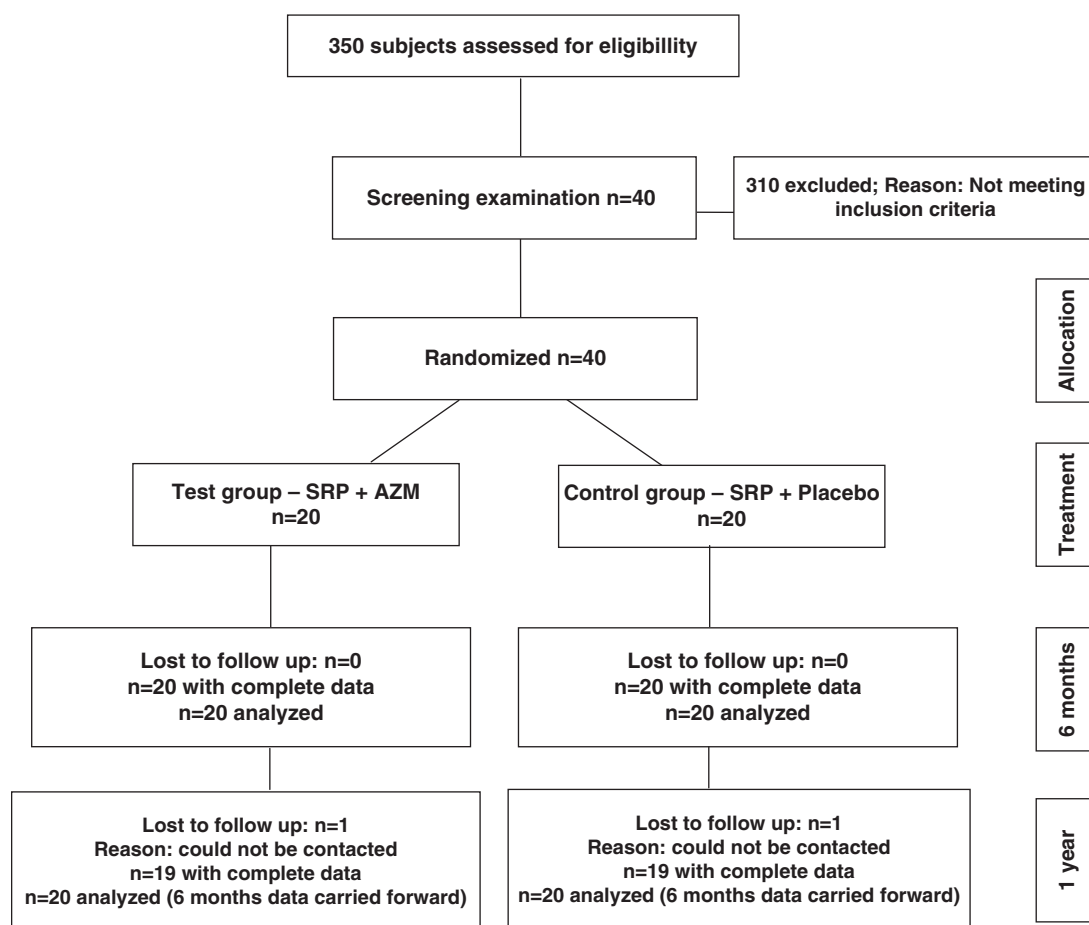 350 subjects assessed for eligibillity
Screening examination n=40
310 excluded; Reason: Not meeting
inclusion criteria
Allocation
Randomized n=40
Treatment
Test group – SRP + AZM
n=20
Control group – SRP + Placebo
n=20
6 months
Lost to follow up: n=0
n=20 with complete data
n=20 analyzed
Lost to follow up: n=0
n=20 with complete data
n=20 analyzed
1 year
Lost to follow up: n=1
Reason: could not be contacted
n=19 with complete data
n=20 analyzed (6 months data carried forward)
Lost to follow up: n=1
Reason: could not be contacted
n=19 with complete data
n=20 analyzed (6 months data carried forward)